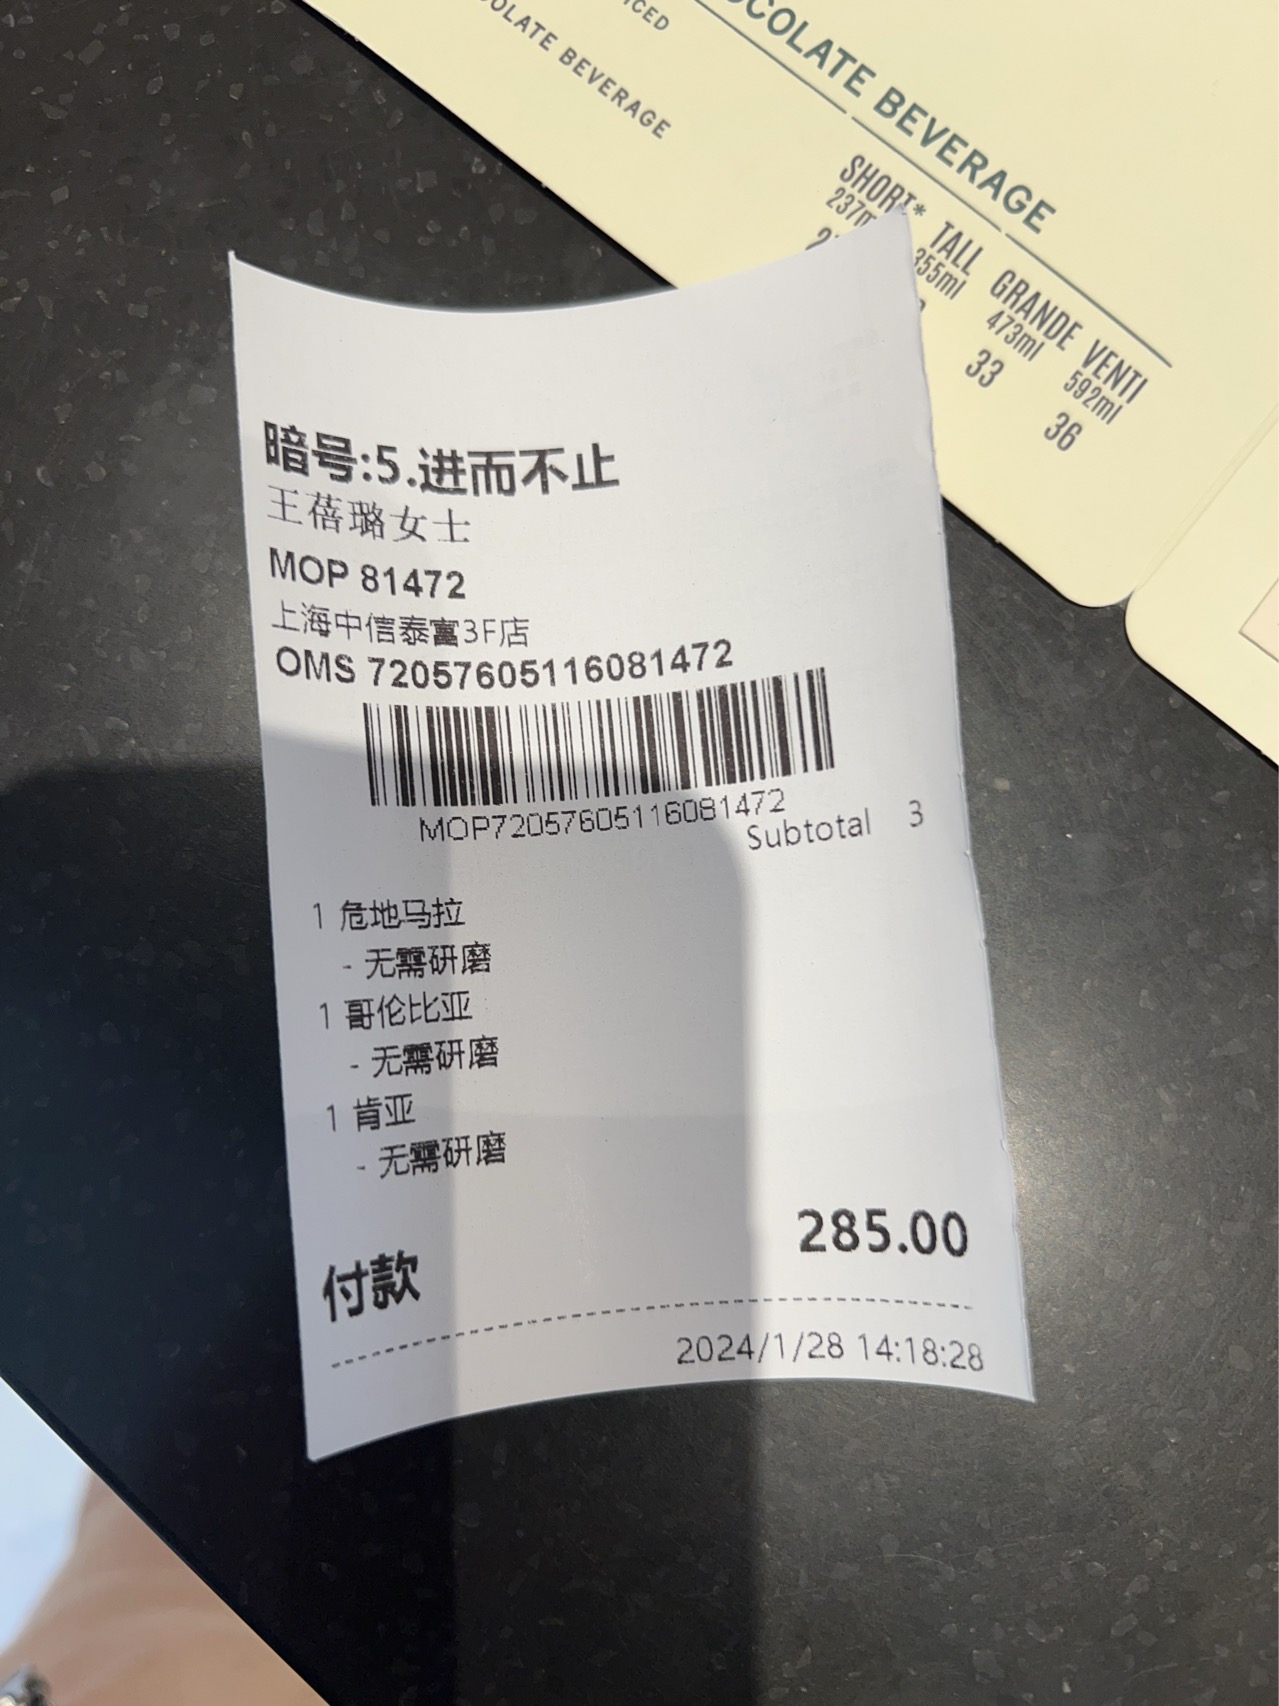 ICED
COLATE BEVERAGE
OCOLATE BEVERAGE
SHORT* TALL GRANDE VENTI
355ml 473ml 592ml
33 36
暗号:5.进而不止
王蓓璐女士
MOP 81472
上海中信泰富3F店
OMS 72057605116081472
MOP72057605116081472
Subtotal 3
1 危地马拉
- 无需研磨
1 哥伦比亚
- 无需研磨
1 肯亚
- 无需研磨
285.00
付款
2024/1/28 14:18:28